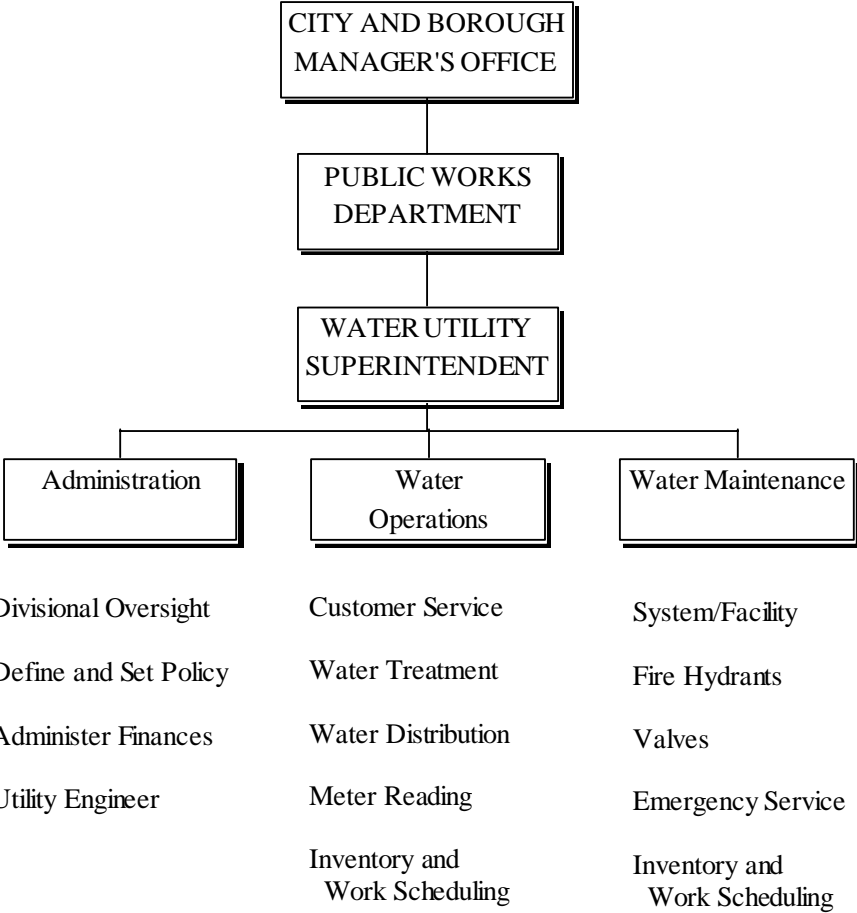 CITY AND BOROUGH
MANAGER'S OFFICE
PUBLIC WORKS
DEPARTMENT
WATER UTILITY
SUPERINTENDENT
Administration
Water
Operations
Water Maintenance
Divisional Oversight
Define and Set Policy
Administer Finances
Utility Engineer
Customer Service
Water Treatment
Water Distribution
Meter Reading
Inventory and
Work Scheduling
System/Facility
Fire Hydrants
Valves
Emergency Service
Inventory and
Work Scheduling